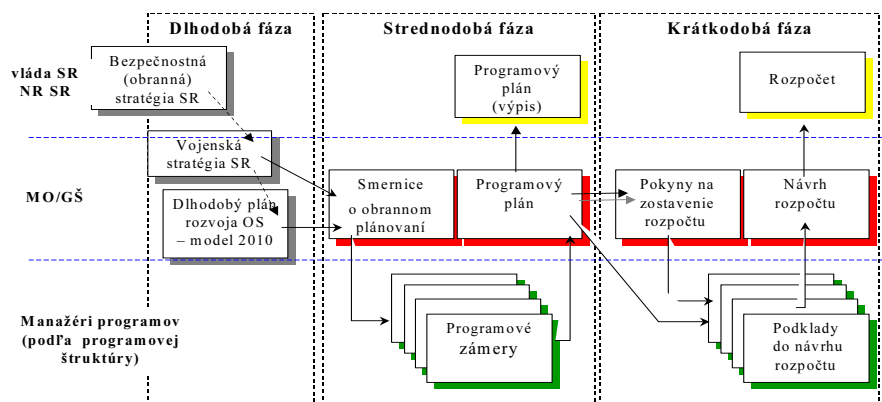 Dlhodobá fáza
Strednodobá fáza
Krátkodobá fáza
vláda SR
NR SR
Bezpečnostná
(obranná)
stratégia SR
Programový
plán
(výpis)
Rozpočet
MO/GŠ
Vojenská
stratégia SR
Dlhodobý plán
rozvoja OS
– model 2010
Smernice
o obrannom
plánovaní
Programový
plán
Pokyny na
zostavenie
rozpočtu
Návrh
rozpočtu
Manažéri programov
(podľa programovej
štruktúry)
Programové
zámery
Podklady
do návrhu
rozpočtu